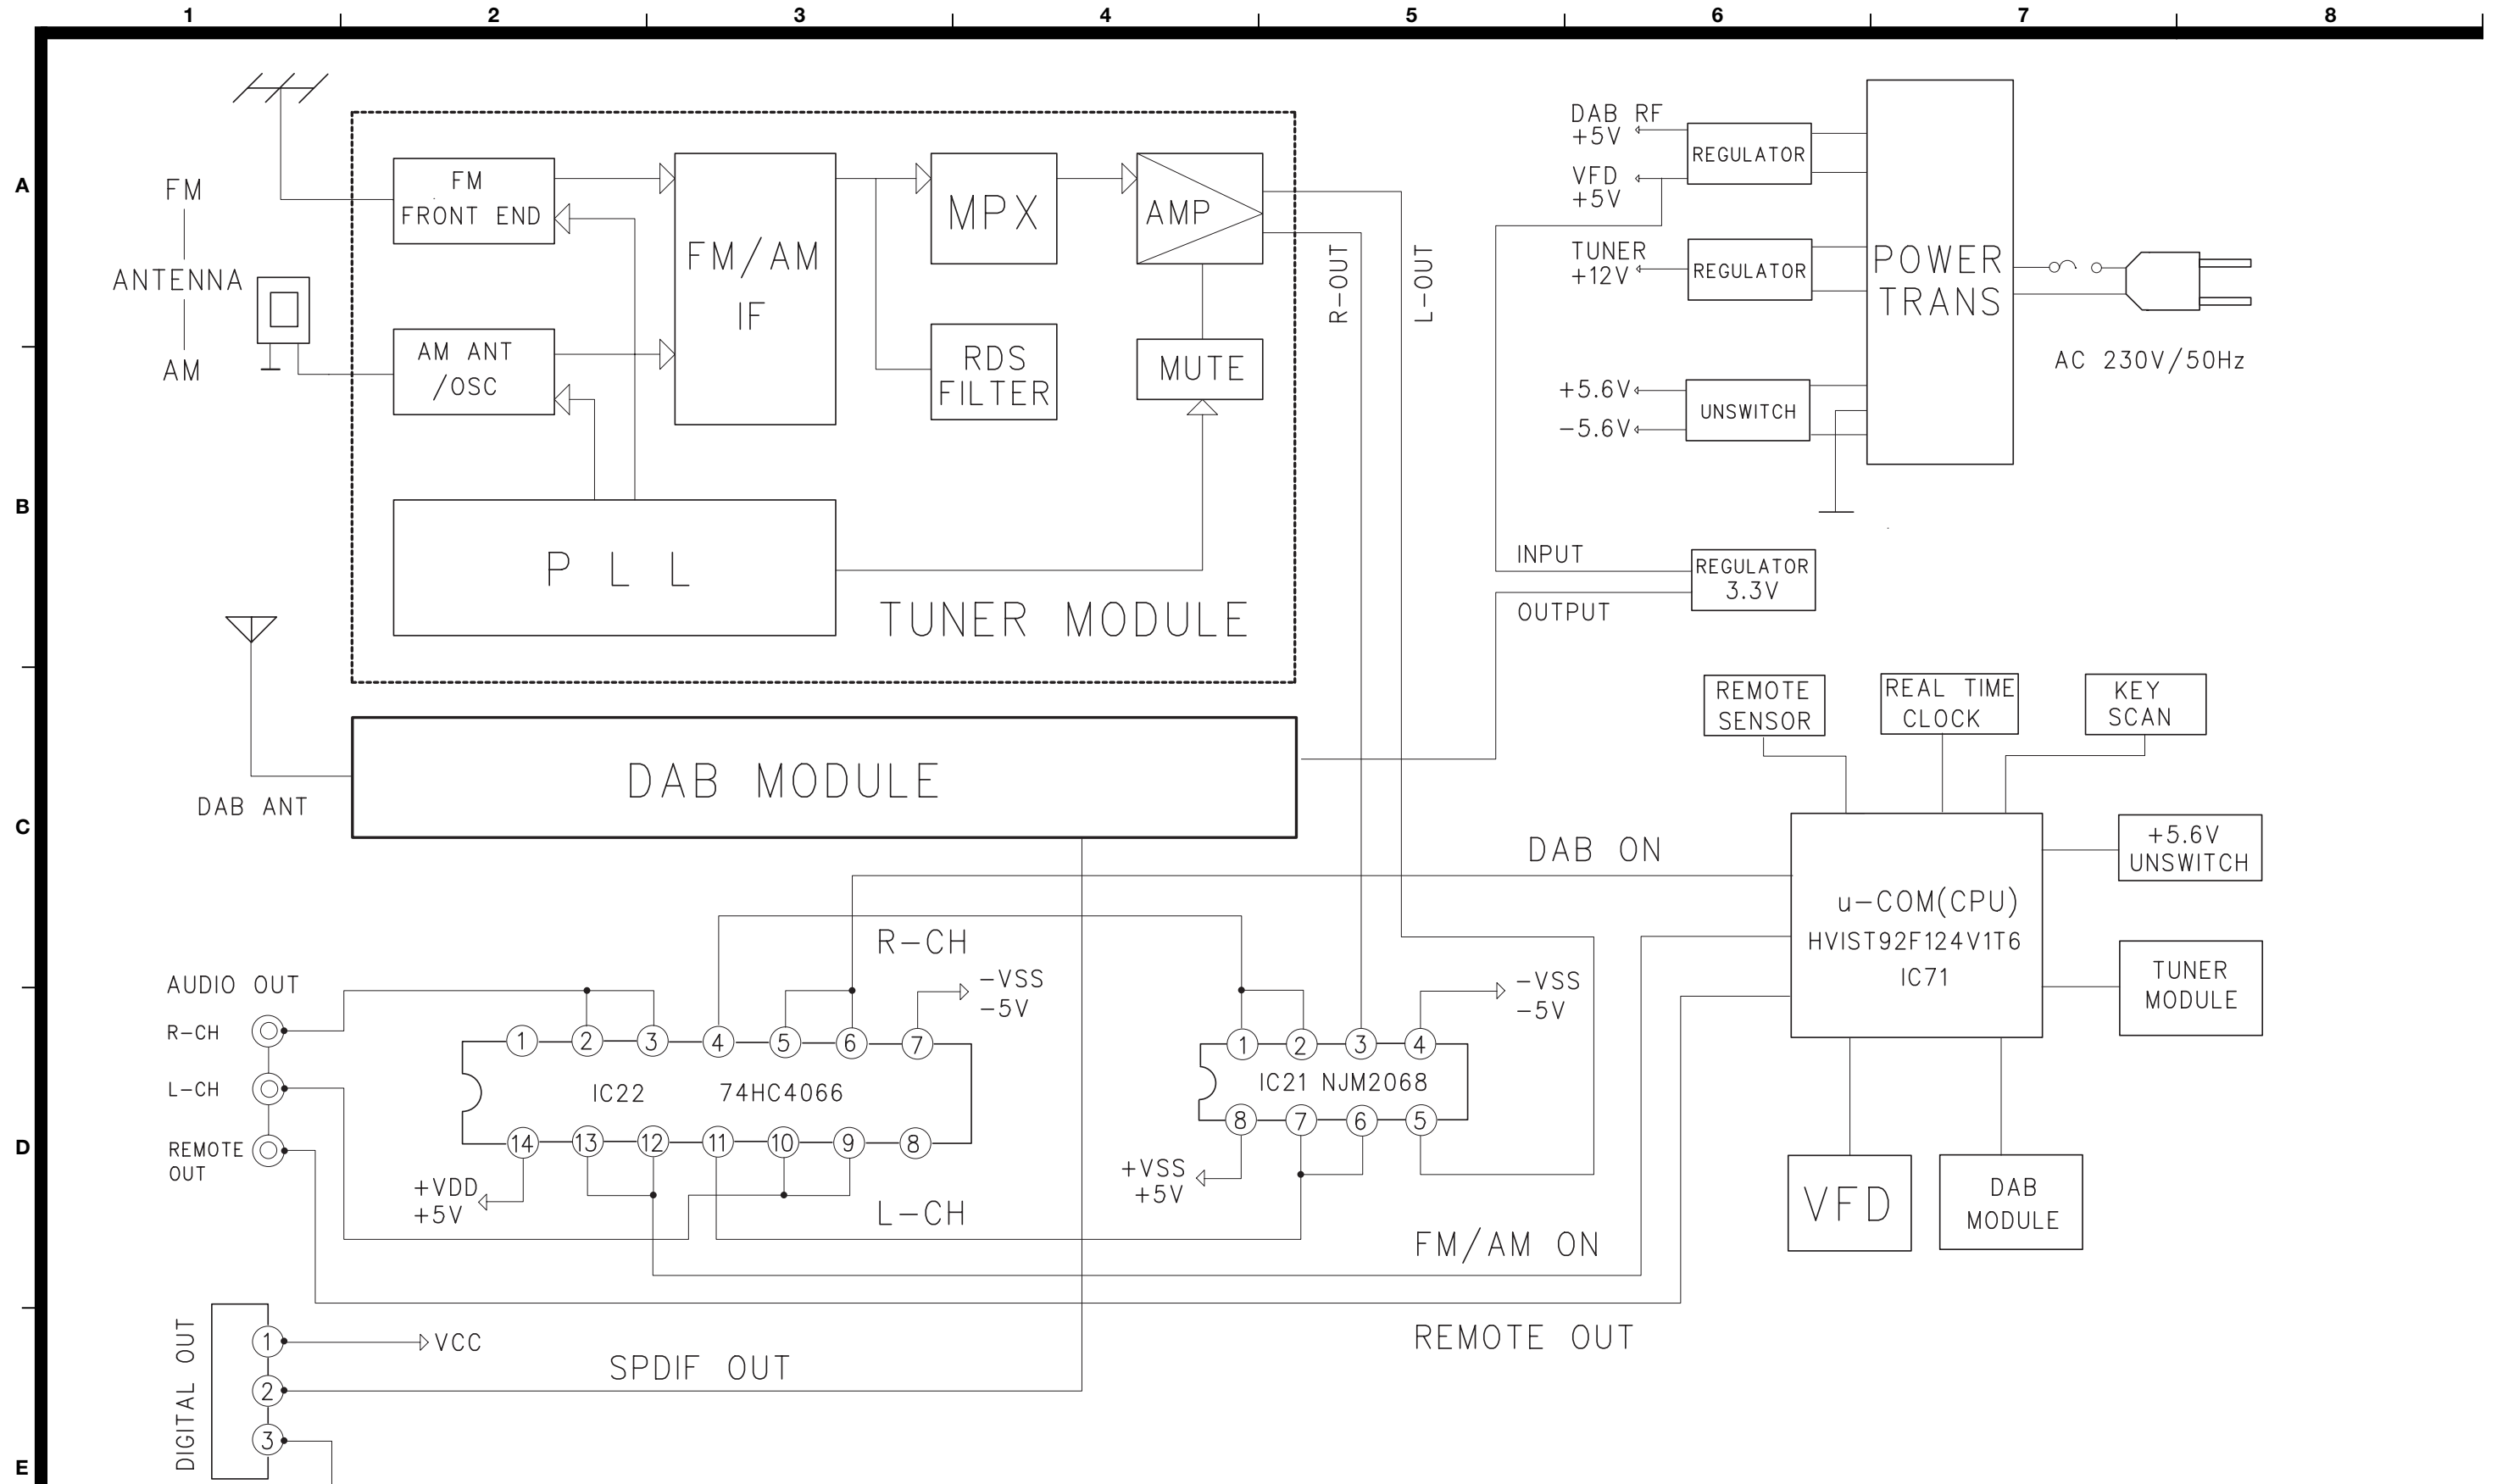 1 2 3 4 5 6 7 8
A
B
C
D
E
FM
ANTENNA
AM
FM
FRONT END
AM ANT
/OSC
FM/AM
IF
MPX
RDS
FILTER
AMP
MUTE
P L L
TUNER MODULE
R-OUT
L-OUT
DAB RF
+5V
VFD
+5V
REGULATOR
TUNER
+12V
REGULATOR
+5.6V
-5.6V
UNSWITCH
POWER
TRANS
AC 230V/50Hz
INPUT
OUTPUT
REGULATOR
3.3V
DAB ANT
DAB MODULE
REMOTE
SENSOR
REAL TIME
CLOCK
KEY
SCAN
DAB ON
u-COM(CPU)
HVIST92F124V1T6
IC71
+5.6V
UNSWITCH
TUNER
MODULE
VFD
DAB
MODULE
AUDIO OUT
R-CH
L-CH
REMOTE
OUT
R-CH
-VSS
-5V
1 2 3 4 5 6 7
IC22 74HC4066
14 13 12 11 10 9 8
+VDD
+5V
L-CH
-VSS
-5V
1 2 3 4
IC21 NJM2068
8 7 6 5
+VSS
+5V
FM/AM ON
REMOTE OUT
DIGITAL OUT
1
2
3
VCC
SPDIF OUT